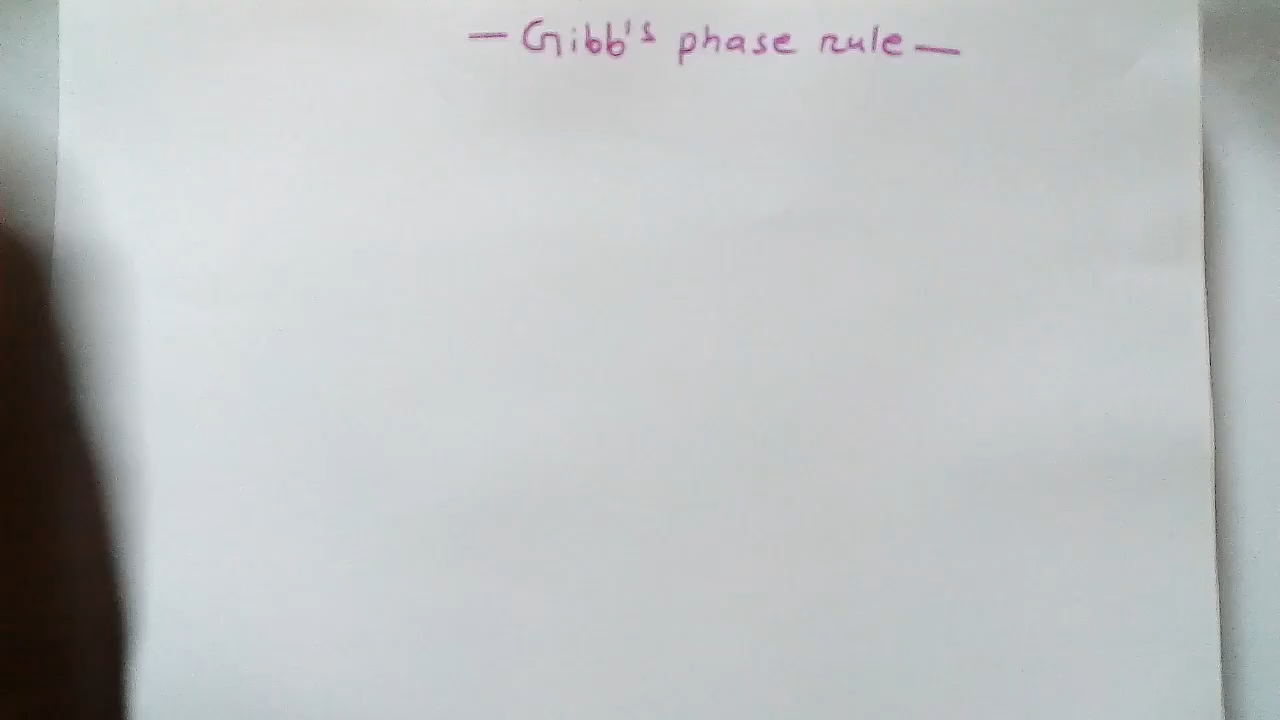 — Gibb's phase rule —